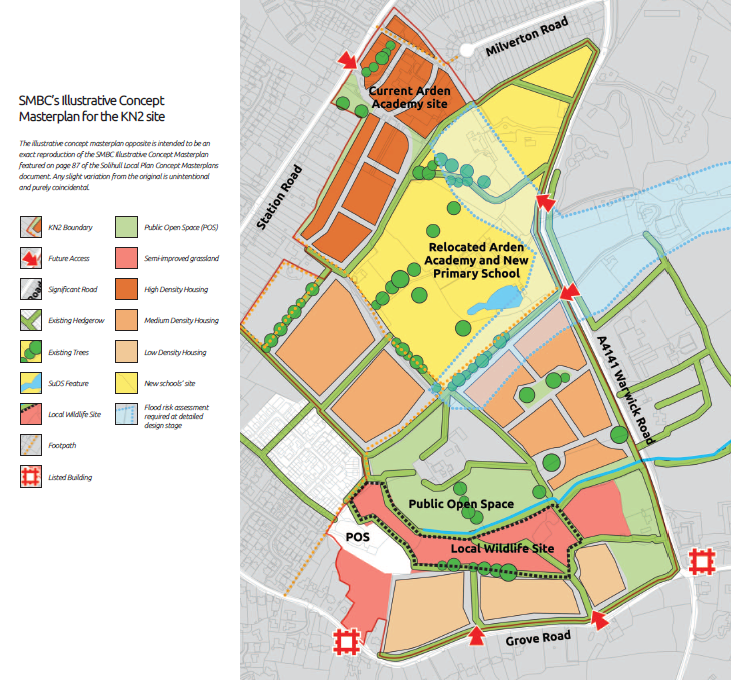 SMBC's Illustrative Concept
Masterplan for the KN2 site
The illustrative concept masterplan opposite is intended to be an
exact reproduction of the SMBC Illustrative Concept Masterplan
featured on page 87 of the Solihull Local Plan Concept Masterplans
document. Any slight variation from the original is unintentional
and purely coincidental.
KN2 Boundary
Future Access
Road
Significant Road
Existing Hedgerow
Existing Trees
SuDS Feature
Local Wildlife Site
Footpath
Listed Building
Public Open Space (POS)
Semi-improved grassland
High Density Housing
Medium Density Housing
Low Density Housing
New schools' site
Flood risk assessment
required at detailed
design stage
Milverton Road
Current Arden
Academy site
Station Road
Relocated Arden
Academy and New
Primary School
A4141 Warwick Road
Public Open Space
POS
Local Wildlife Site
Grove Road